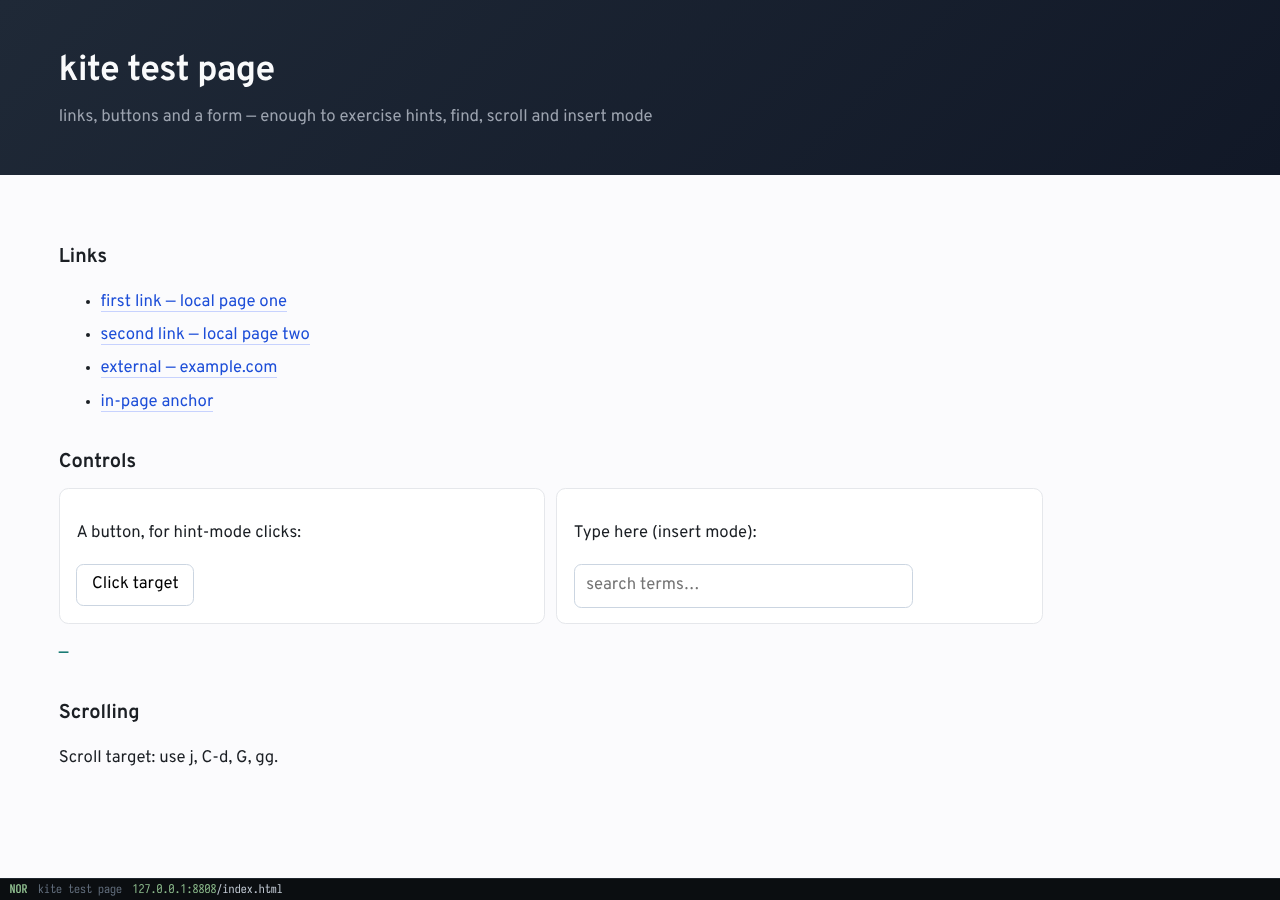 kite test page
links, buttons and a form — enough to exercise hints, find, scroll and insert mode
Links
• first link — local page one
• second link — local page two
• external — example.com
• in-page anchor
Controls
A button, for hint-mode clicks:
Click target
Type here (insert mode):
search terms…
—
Scrolling
Scroll target: use j, C-d, G, gg.
NOR kite test page 127.0.0.1:8808/index.html